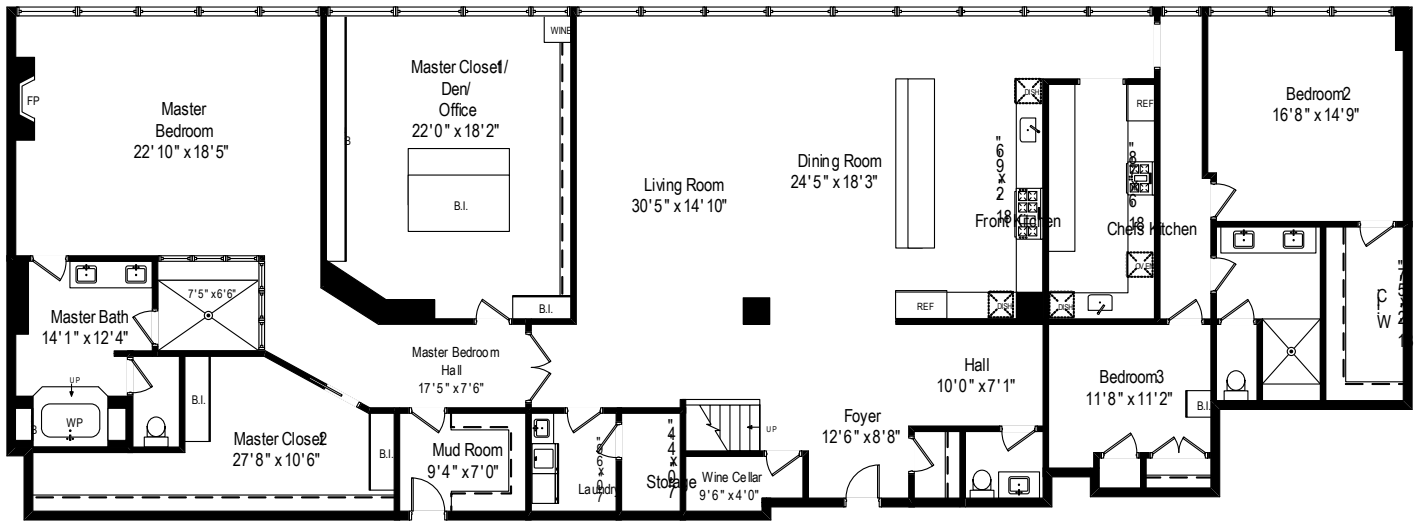 WINE
Master Closet1/
Den/
Office
22'0" x 18'2"
B.I.
FP
Master
Bedroom
22'10" x 18'5"
Living Room
30'5" x 14'10"
Dining Room
24'5" x 18'3"
DISH
Front Kitchen
REF
DISH
REF
Chefs Kitchen
OVEN
DISH
Bedroom2
16'8" x 14'9"
7'5" x 6'6"
Master Bath
14'1" x 12'4"
UP
WP
B.I.
Master Closet2
27'8" x 10'6"
B.I.
B.I.
Master Bedroom
Hall
17'5" x 7'6"
Mud Room
9'4" x 7'0"
Laundry
Storage
UP
Wine Cellar
9'6" x 4'0"
Foyer
12'6" x 8'8"
Hall
10'0" x 7'1"
Bedroom3
11'8" x 11'2"
B.I.